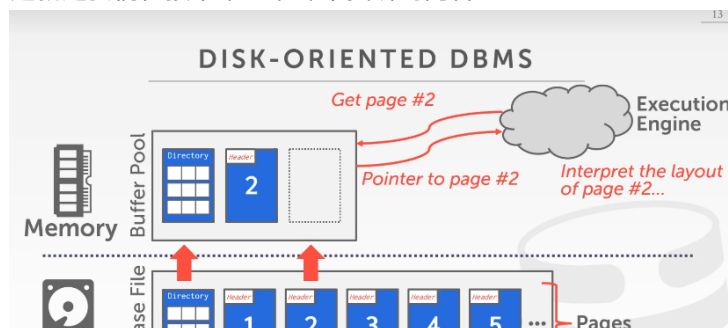 13
DISK-ORIENTED DBMS
Get page #2
Execution
Engine
Buffer Pool
Directory
Header
2
Pointer to page #2
Interpret the layout
of page #2...
Memory
Directory
Header
1
Header
2
Header
3
Header
4
Header
5
...
Pages